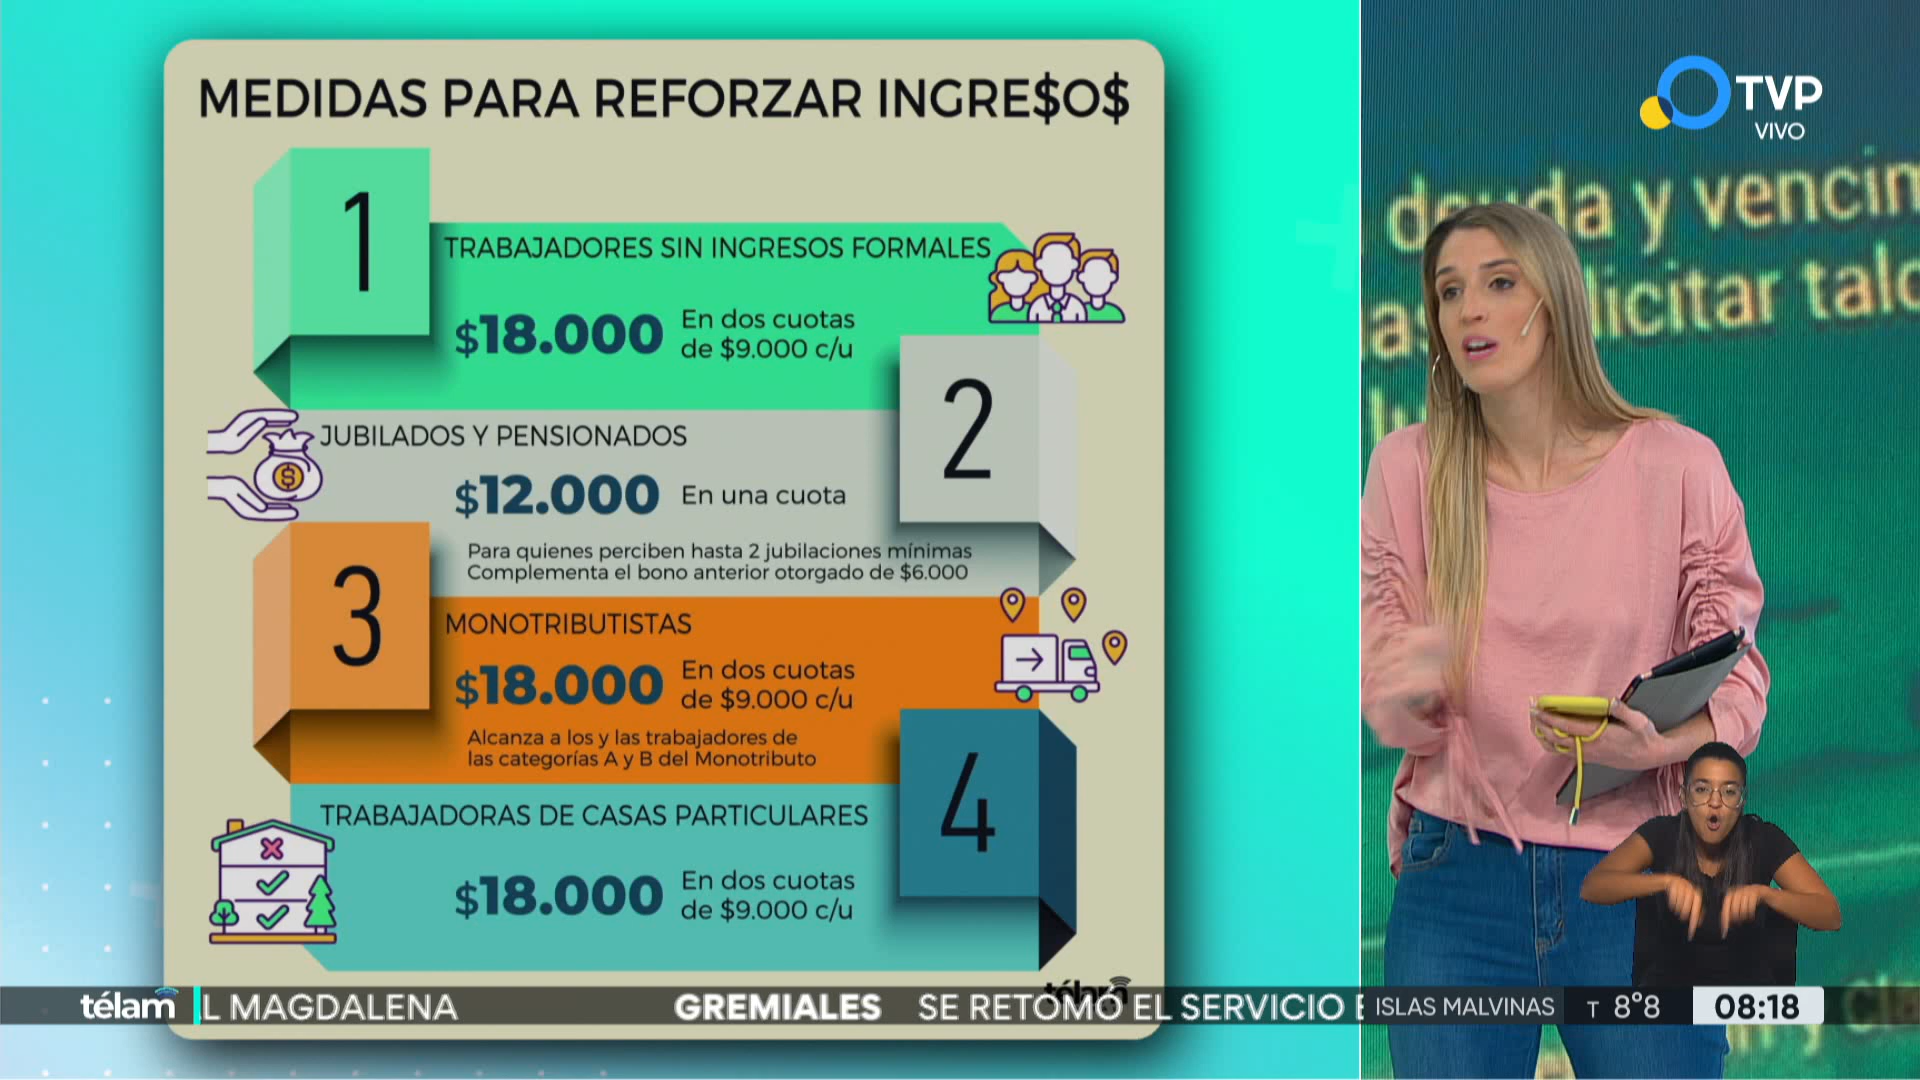 MEDIDAS PARA REFORZAR INGRE$O$
1
TRABAJADORES SIN INGRESOS FORMALES
$18.000
En dos cuotas
de $9.000 c/u
2
JUBILADOS Y PENSIONADOS
$12.000
En una cuota
Para quienes perciben hasta 2 jubilaciones mínimas
Complementa el bono anterior otorgado de $6.000
3
MONOTRIBUTISTAS
$18.000
En dos cuotas
de $9.000 c/u
Alcanza a los y las trabajadores de
las categorías A y B del Monotributo
4
TRABAJADORAS DE CASAS PARTICULARES
$18.000
En dos cuotas
de $9.000 c/u
télam
TVP
VIVO
deuda y vencim
licitar talo
télam
L MAGDALENA
GREMIALES SE RETOMÓ EL SERVICIO E
ISLAS MALVINAS
T 8°8
08:18